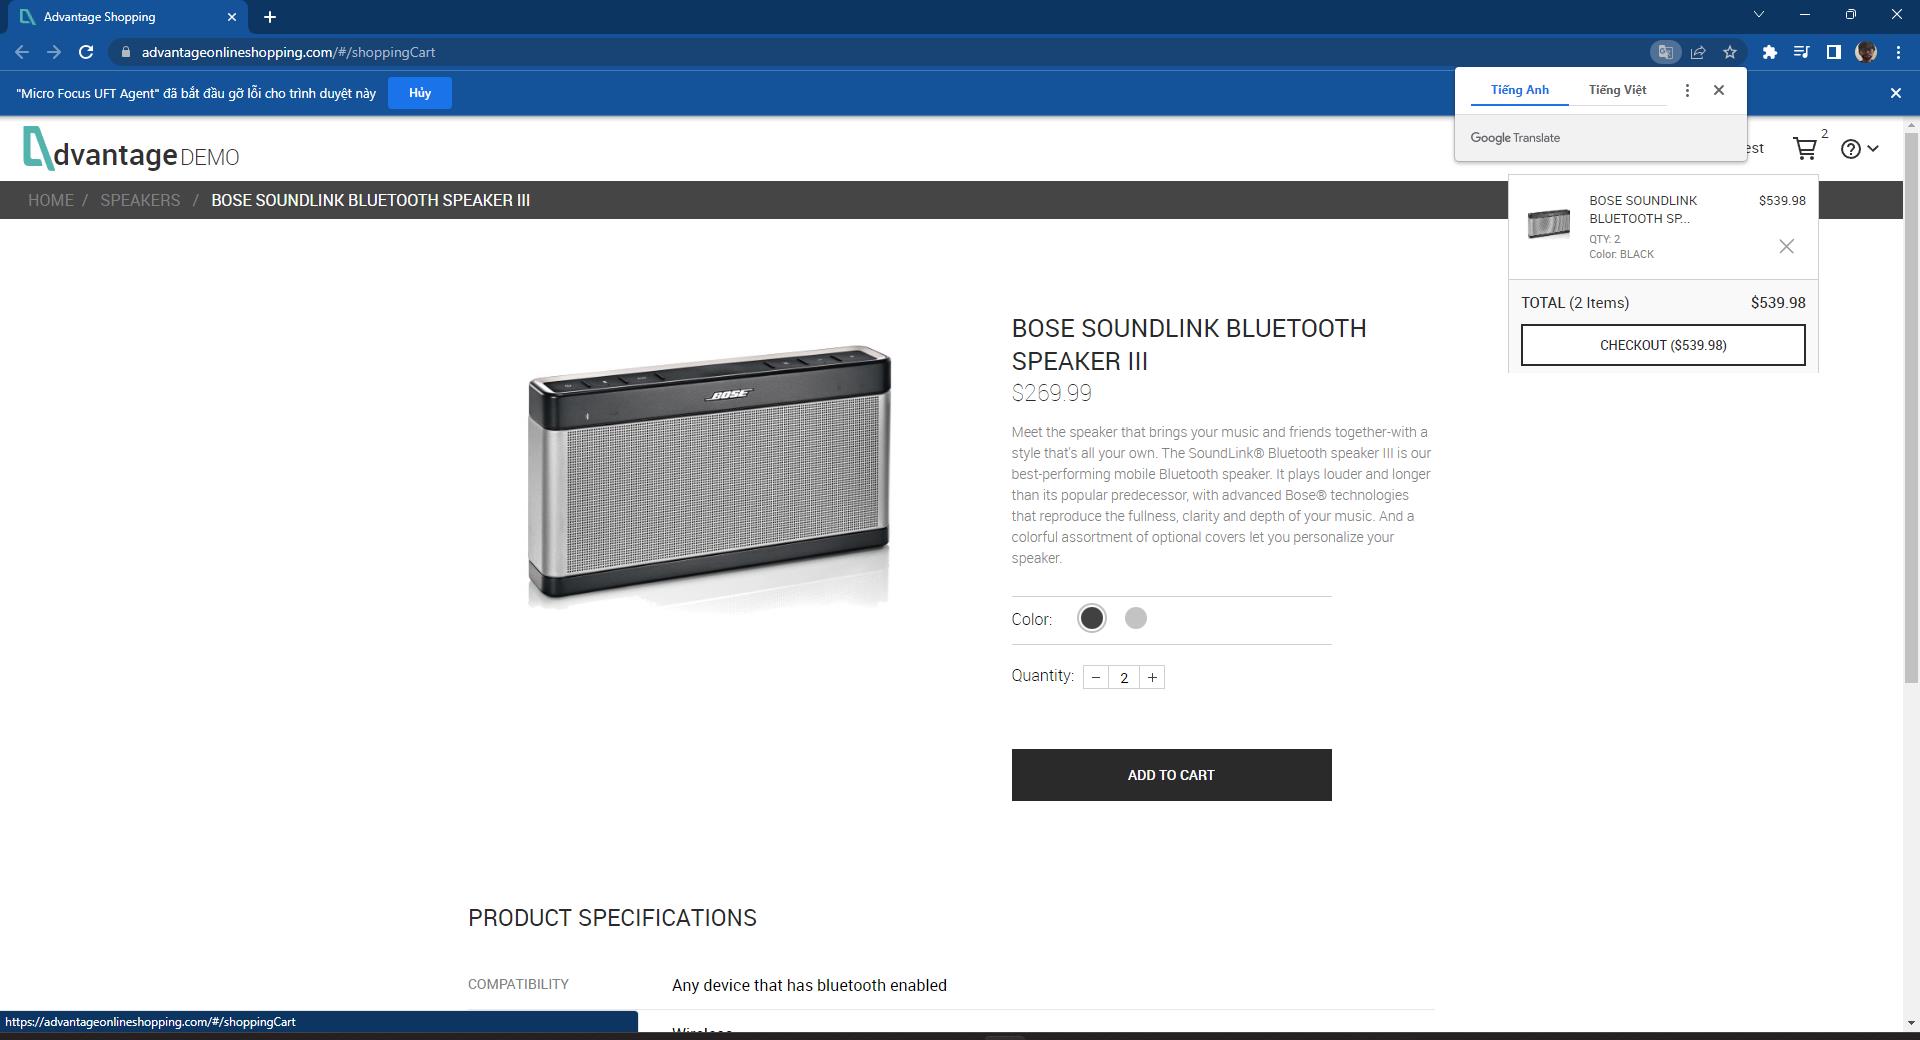 Advantage Shopping
advantageonlineshopping.com/#/shoppingCart
"Micro Focus UFT Agent" đã bắt đầu gỡ lỗi cho trình duyệt này
Hủy
Tiếng Anh
Tiếng Việt
Google Translate
dvantage DEMO
est
2
HOME / SPEAKERS / BOSE SOUNDLINK BLUETOOTH SPEAKER III
BOSE SOUNDLINK
BLUETOOTH SP...
$539.98
QTY: 2
Color: BLACK
TOTAL (2 Items)
$539.98
CHECKOUT ($539.98)
BOSE
BOSE SOUNDLINK BLUETOOTH
SPEAKER III
$269.99
Meet the speaker that brings your music and friends together-with a
style that's all your own. The SoundLink® Bluetooth speaker III is our
best-performing mobile Bluetooth speaker. It plays louder and longer
than its popular predecessor, with advanced Bose® technologies
that reproduce the fullness, clarity and depth of your music. And a
colorful assortment of optional covers let you personalize your
speaker.
Color:
Quantity: − 2 +
ADD TO CART
PRODUCT SPECIFICATIONS
COMPATIBILITY
Any device that has bluetooth enabled
Wireless
https://advantageonlineshopping.com/#/shoppingCart